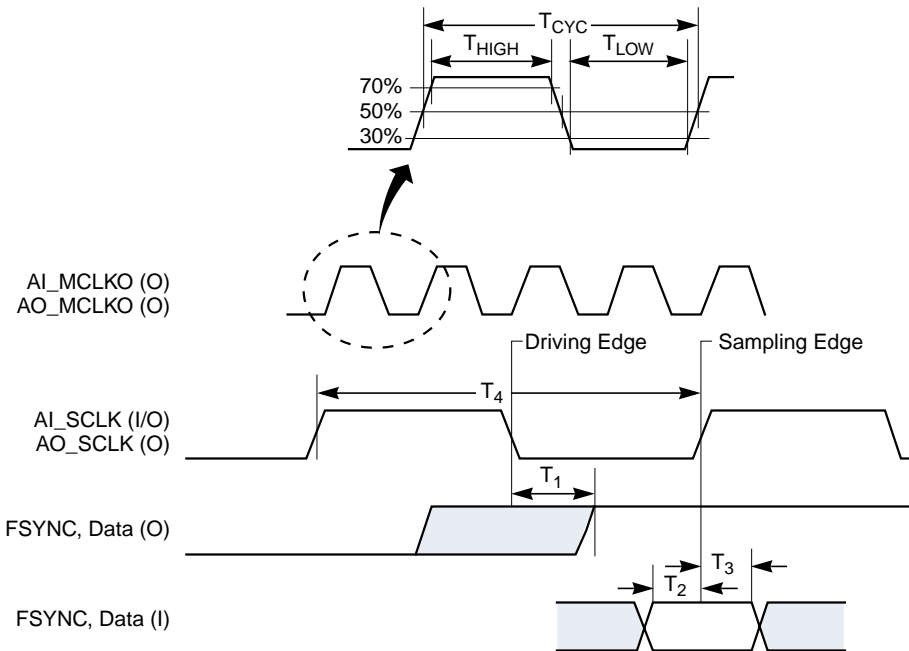 T_CYC
T_HIGH T_LOW
70%
50%
30%
AI_MCLKO (O)
AO_MCLKO (O)
Driving Edge Sampling Edge
T_4
AI_SCLK (I/O)
AO_SCLK (O)
T_1
FSYNC, Data (O)
T_3
T_2
FSYNC, Data (I)